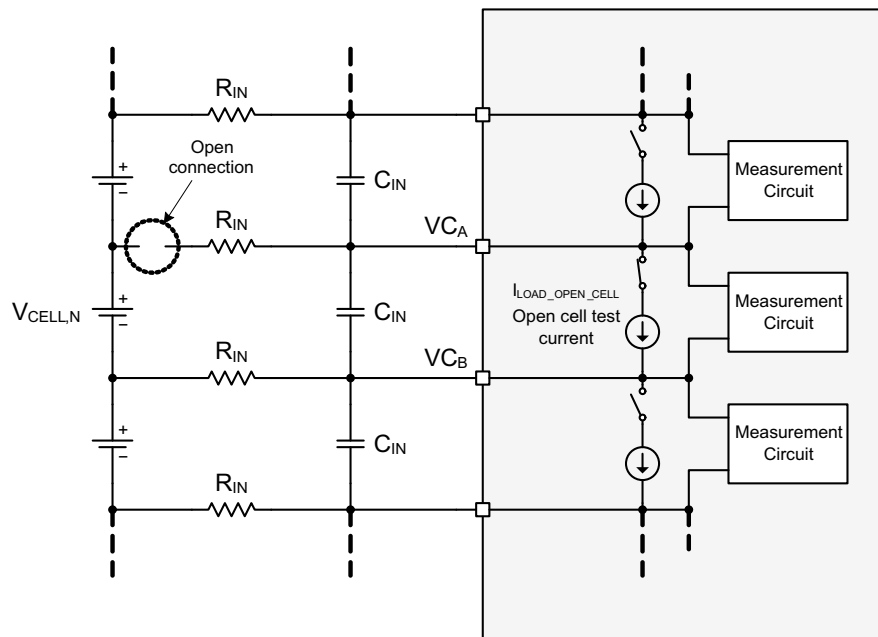 R_IN
Open
connection
+
−
C_IN
Measurement
Circuit
R_IN
VC_A
V_CELL,N
+
−
C_IN
I_LOAD_OPEN_CELL
Open cell test
current
Measurement
Circuit
R_IN
VC_B
+
−
C_IN
Measurement
Circuit
R_IN